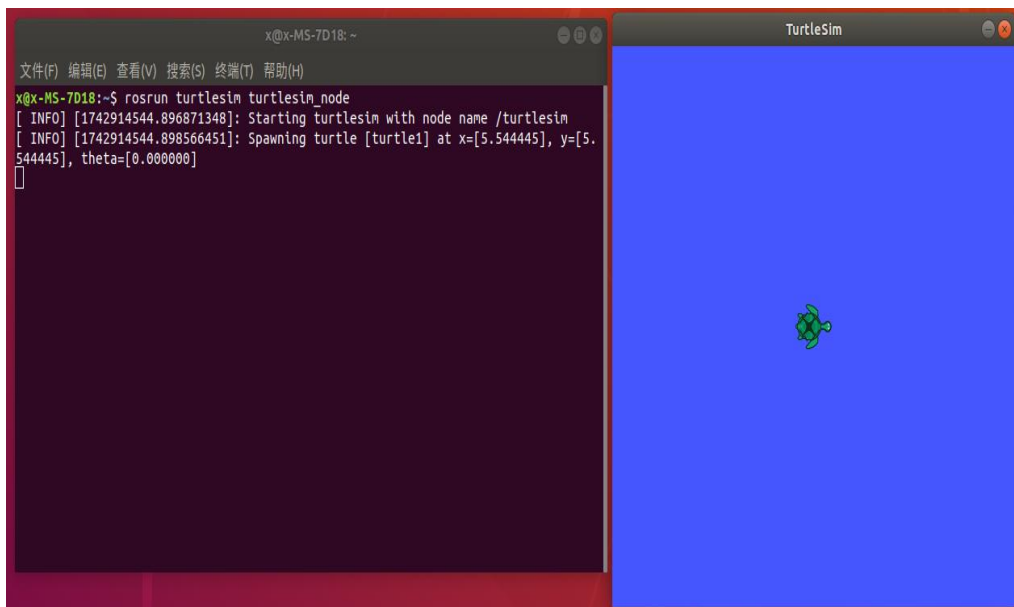 x@x-MS-7D18: ~
文件(F) 编辑(E) 查看(V) 搜索(S) 终端(T) 帮助(H)
x@x-MS-7D18:~$ rosrun turtlesim turtlesim_node
[ INFO] [1742914544.896871348]: Starting turtlesim with node name /turtlesim
[ INFO] [1742914544.898566451]: Spawning turtle [turtle1] at x=[5.544445], y=[5.
544445], theta=[0.000000]
TurtleSim